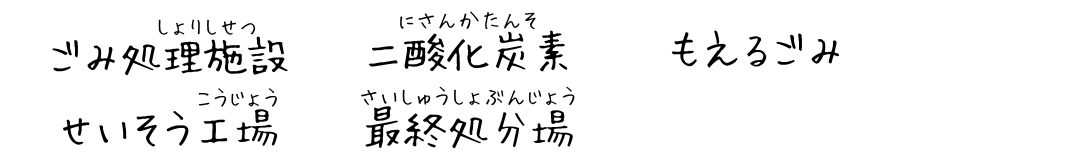 しょりしせつ　にさんかたんそ
ごみ処理施設　二酸化炭素　もえるごみ
こうじょう　さいしゅうしょぶんじょう
せいそう工場　最終処分場